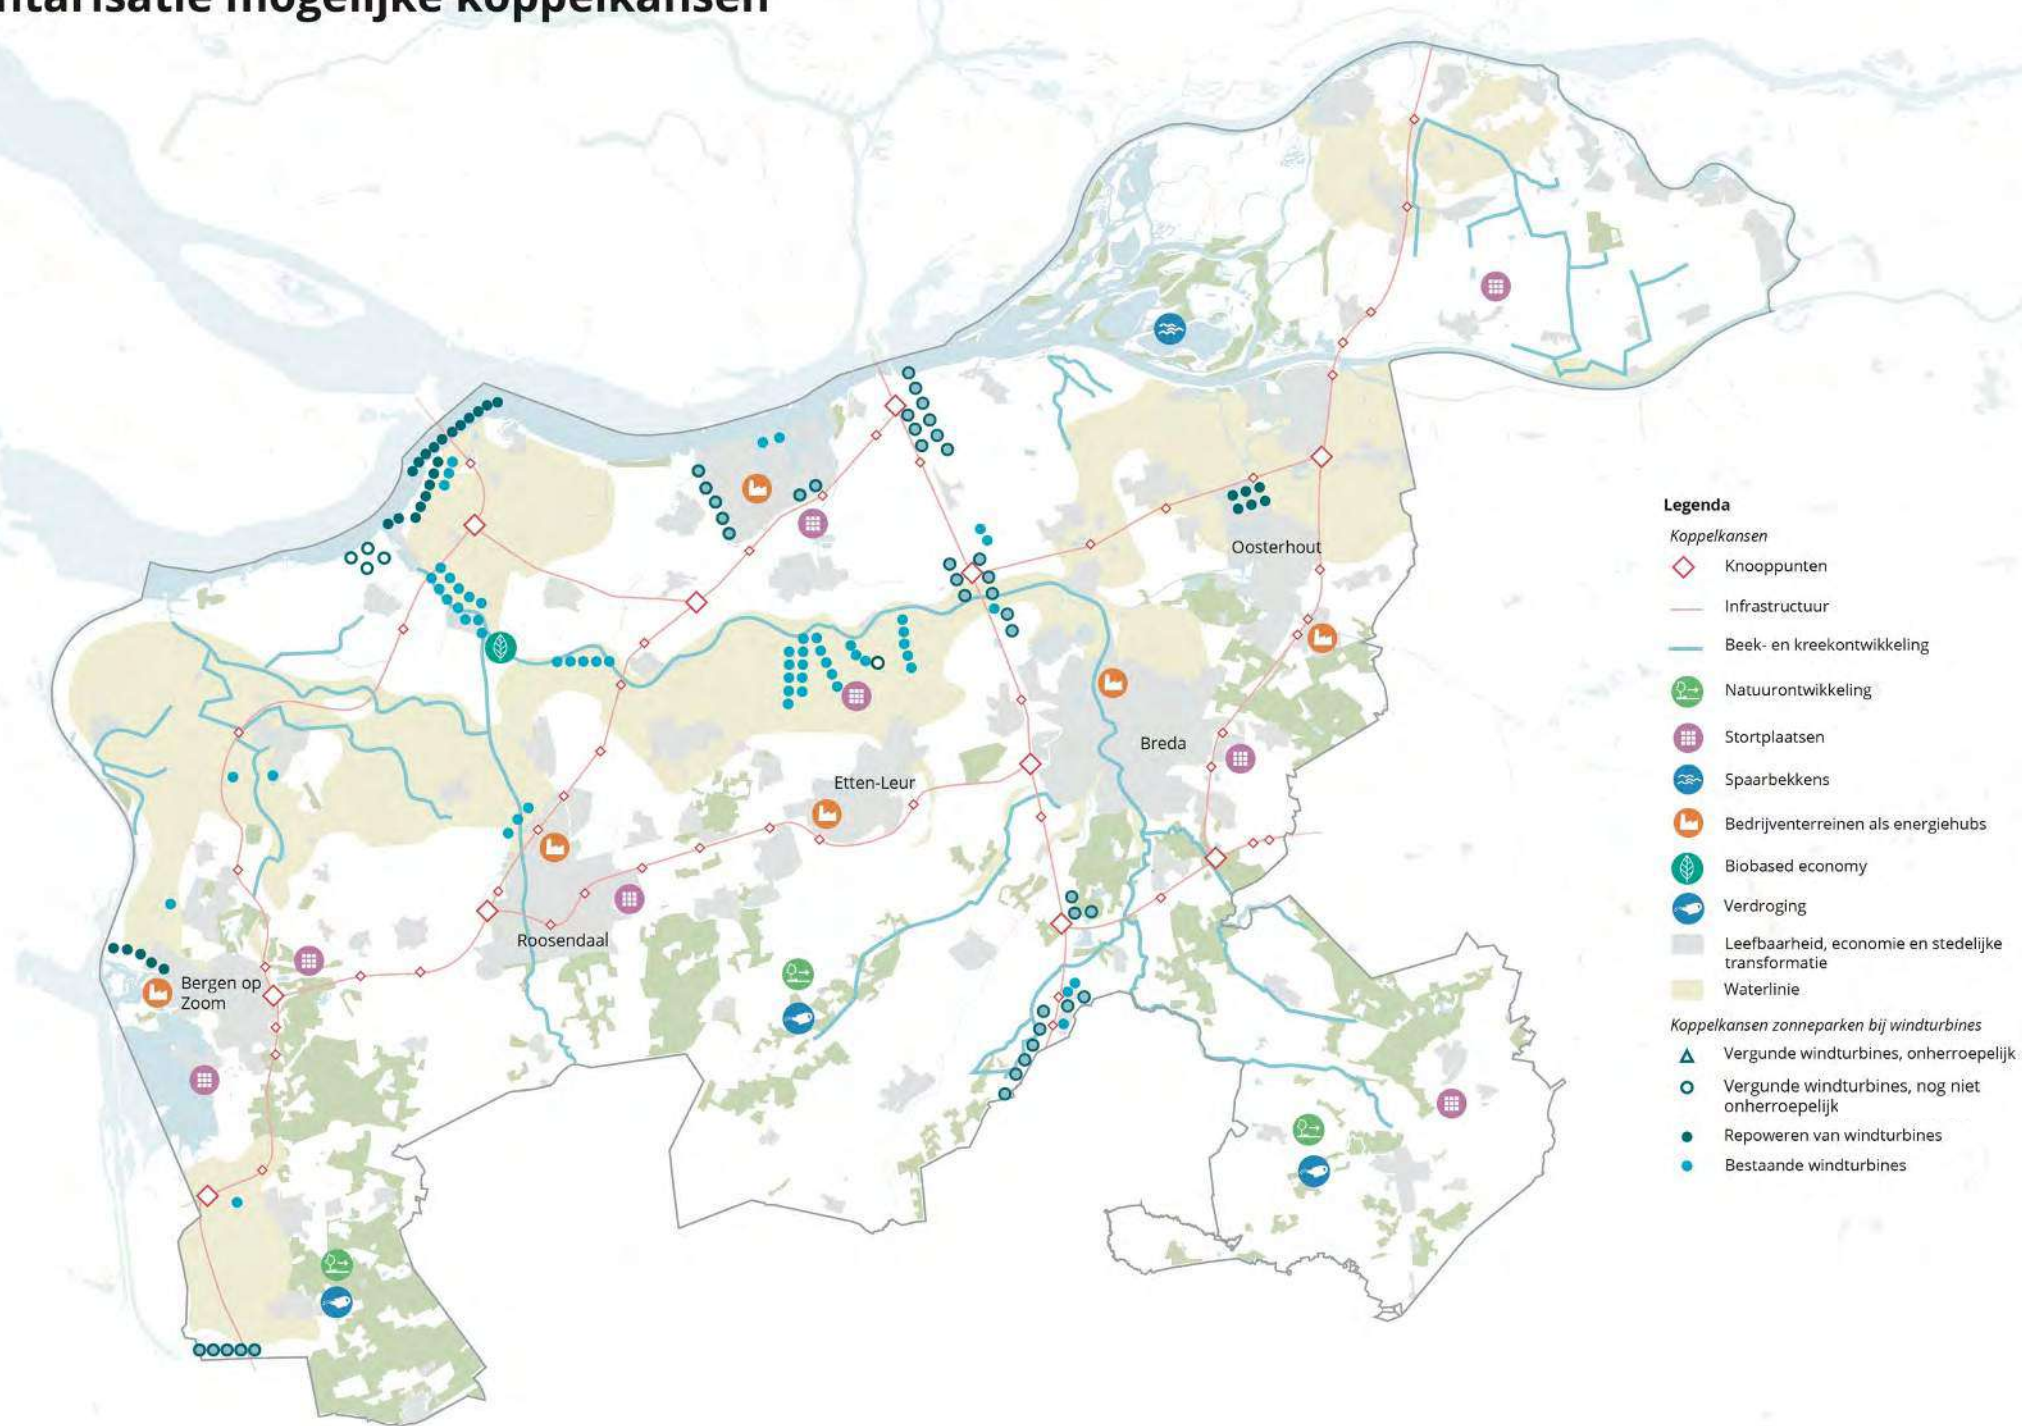 mogelijke koppelkansen
Oosterhout
Breda
Etten-Leur
Roosendaal
Bergen op
Zoom
Legenda
Koppelkansen
Knooppunten
Infrastructuur
Beek- en kreekontwikkeling
Natuurontwikkeling
Stortplaatsen
Spaarbekkens
Bedrijventerreinen als energiehubs
Biobased economy
Verdroging
Leefbaarheid, economie en stedelijke
transformatie
Waterlinie
Koppelkansen zonneparken bij windturbines
Vergunde windturbines, onherroepelijk
Vergunde windturbines, nog niet
onherroepelijk
Repoweren van windturbines
Bestaande windturbines